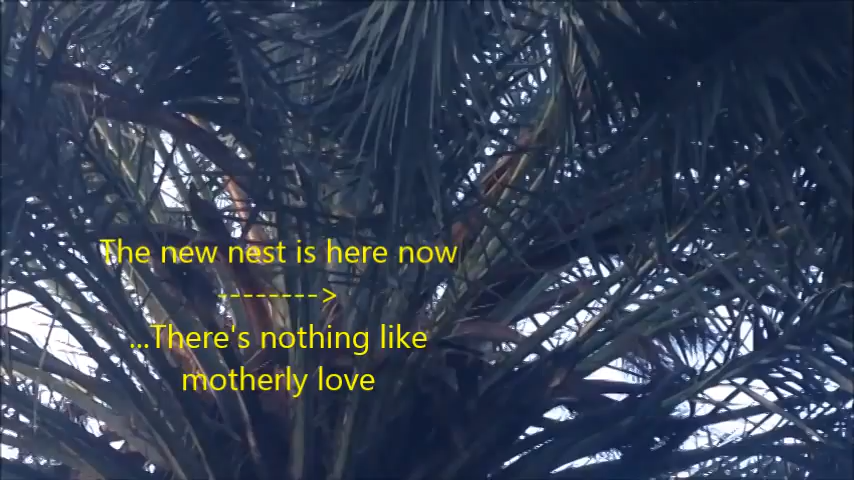 The new nest is here now
-------->
...There's nothing like
motherly love